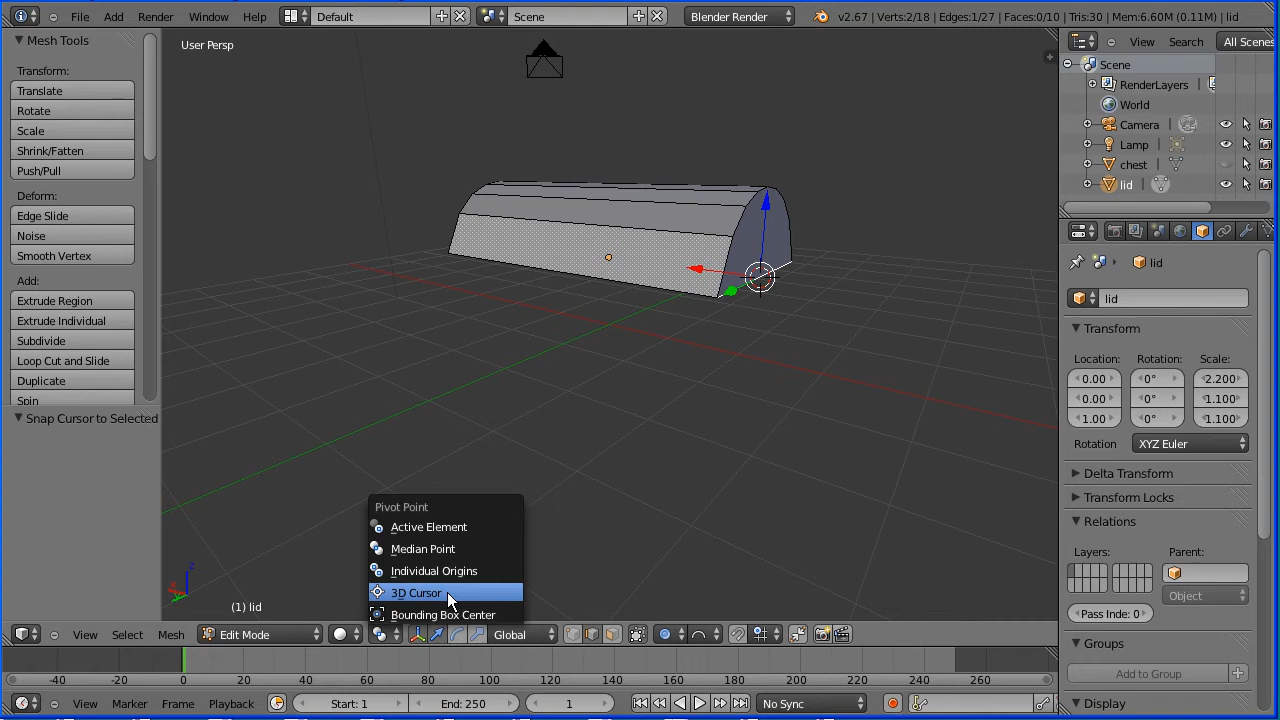 File Add Render Window Help Default Scene Blender Render v2.67 | Verts:2/18 | Edges:1/27 | Faces:0/10 | Tris:30 | Mem:6.60M (0.11M) | lid
Mesh Tools
Transform:
Translate
Rotate
Scale
Shrink/Fatten
Push/Pull
Deform:
Edge Slide
Noise
Smooth Vertex
Add:
Extrude Region
Extrude Individual
Subdivide
Loop Cut and Slide
Duplicate
Spin
Snap Cursor to Selected
User Persp
z
(1) lid
Pivot Point
Active Element
Median Point
Individual Origins
3D Cursor
Bounding Box Center
View Select Mesh Edit Mode Global
View Search All Scenes
Scene
RenderLayers
World
Camera
Lamp
chest
lid
lid
lid
Transform
Location: Rotation: Scale:
0.00 0° 2.200
0.00 0° 1.100
1.00 0° 1.100
Rotation XYZ Euler
Delta Transform
Transform Locks
Relations
Layers: Parent:
Object
Pass Inde: 0
Groups
Add to Group
Display
-40 -20 0 20 40 60 80 100 120 140 160 180 200 220 240 260
View Marker Frame Playback Start: 1 End: 250 1 No Sync